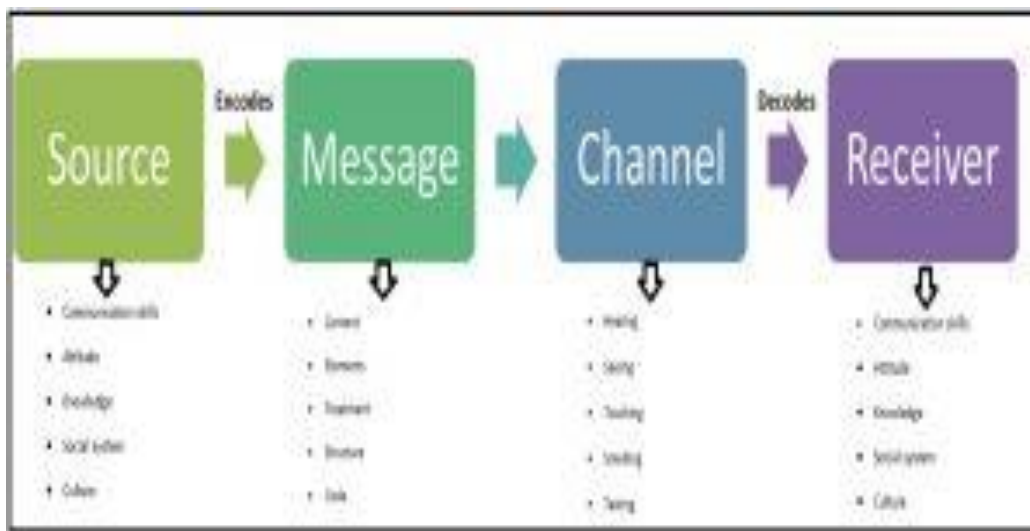 Encodes
Decodes
Source
Message
Channel
Receiver
Communication skills
Attitude
Knowledge
Social system
Culture
Content
Elements
Treatment
Structure
Code
Hearing
Seeing
Touching
Smelling
Tasting
Communication skills
Attitude
Knowledge
Social system
Culture